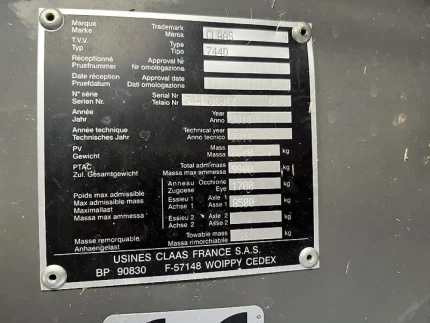 Marque Trademark
Marke Marca CLAAS
T.V.V. Type
Typ Tipo 744D
Réceptionné Approval Nr
Pruefnummer Nr omologazione
Date réception Approval date
Pruefdatum Dati omologazione
N° série Serial Nr
Serien Nr. Telaio Nr
Année Year
Jahr Anno 2011
Année technique Technical year
Technisches Jahr Anno tecnico 2011
PV Mass kg
Gewicht Massa
PTAC Total adm mass kg
Zul. Gesamtgewicht Massa max ammessa
Poids max admissible
Max admissible mass
Maximallast
Massa max ammessa
Anneau Occhione 1700 kg
Zugoese Eye
Essieu 1 Axle 1 8500 kg
Achse 1 Asse 1
Essieu 2 Axle 2 kg
Achse 2 Asse 2
Masse remorquable Towable mass kg
Anhaengelast Massa rimorchiabile
USINES CLAAS FRANCE S.A.S.
BP 90830 F-57148 WOIPPY CEDEX